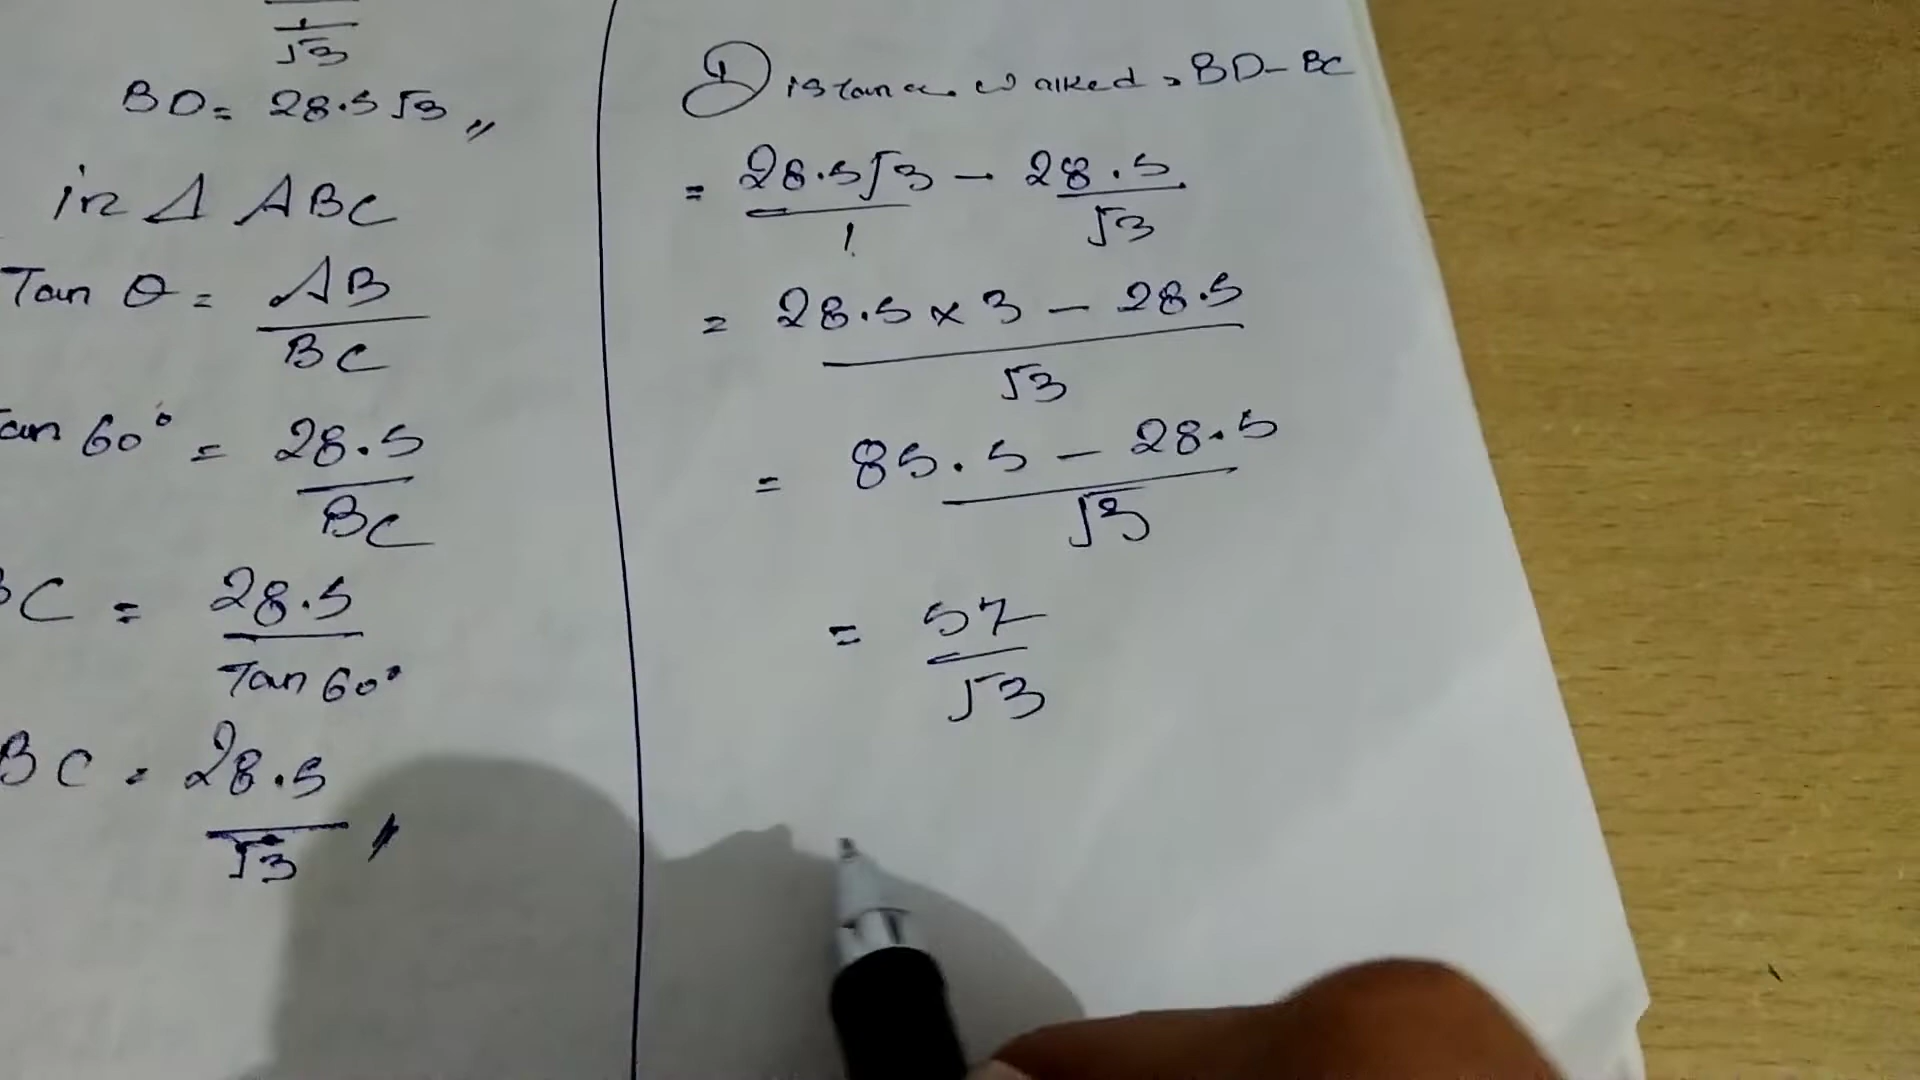 1/√3
BD = 28.5√3 ,,
in Δ ABC
Tan θ = AB/BC
Tan 60° = 28.5/BC
BC = 28.5/Tan 60°
BC = 28.5/√3 ,
Distance walked = BD - BC
= 28.5√3/1 - 28.5/√3
= 28.5 × 3 - 28.5/√3
= 85.5 - 28.5/√3
= 57/√3